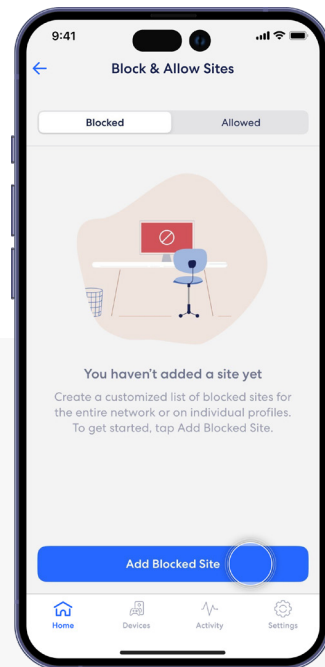 9:41
Block & Allow Sites
Blocked
Allowed
You haven't added a site yet
Create a customized list of blocked sites for
the entire network or on individual profiles.
To get started, tap Add Blocked Site.
Add Blocked Site
Home
Devices
Activity
Settings